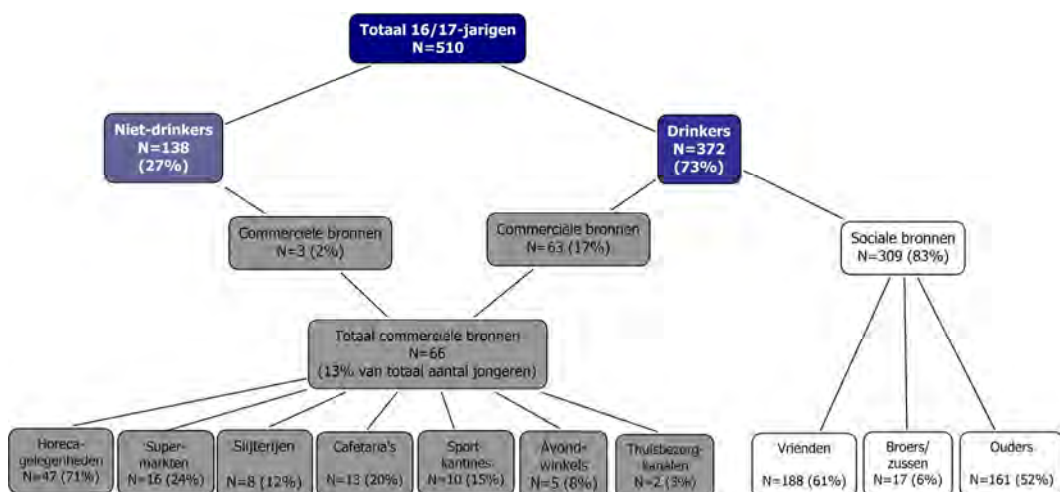 Totaal 16/17-jarigen
N=510
Niet-drinkers
N=138
(27%)
Drinkers
N=372
(73%)
Commerciële bronnen
N=3 (2%)
Commerciële bronnen
N=63 (17%)
Sociale bronnen
N=309 (83%)
Totaal commerciële bronnen
N=66
(13% van totaal aantal jongeren)
Horeca-
gelegenheden
N=47 (71%)
Super-
markten
N=16 (24%)
Slijterijen
N=8 (12%)
Cafetaria's
N=13 (20%)
Sport-
kantines
N=10 (15%)
Avond-
winkels
N=5 (8%)
Thuisbezorg-
kanalen
N=2 (3%)
Vrienden
N=188 (61%)
Broers/
zussen
N=17 (6%)
Ouders
N=161 (52%)